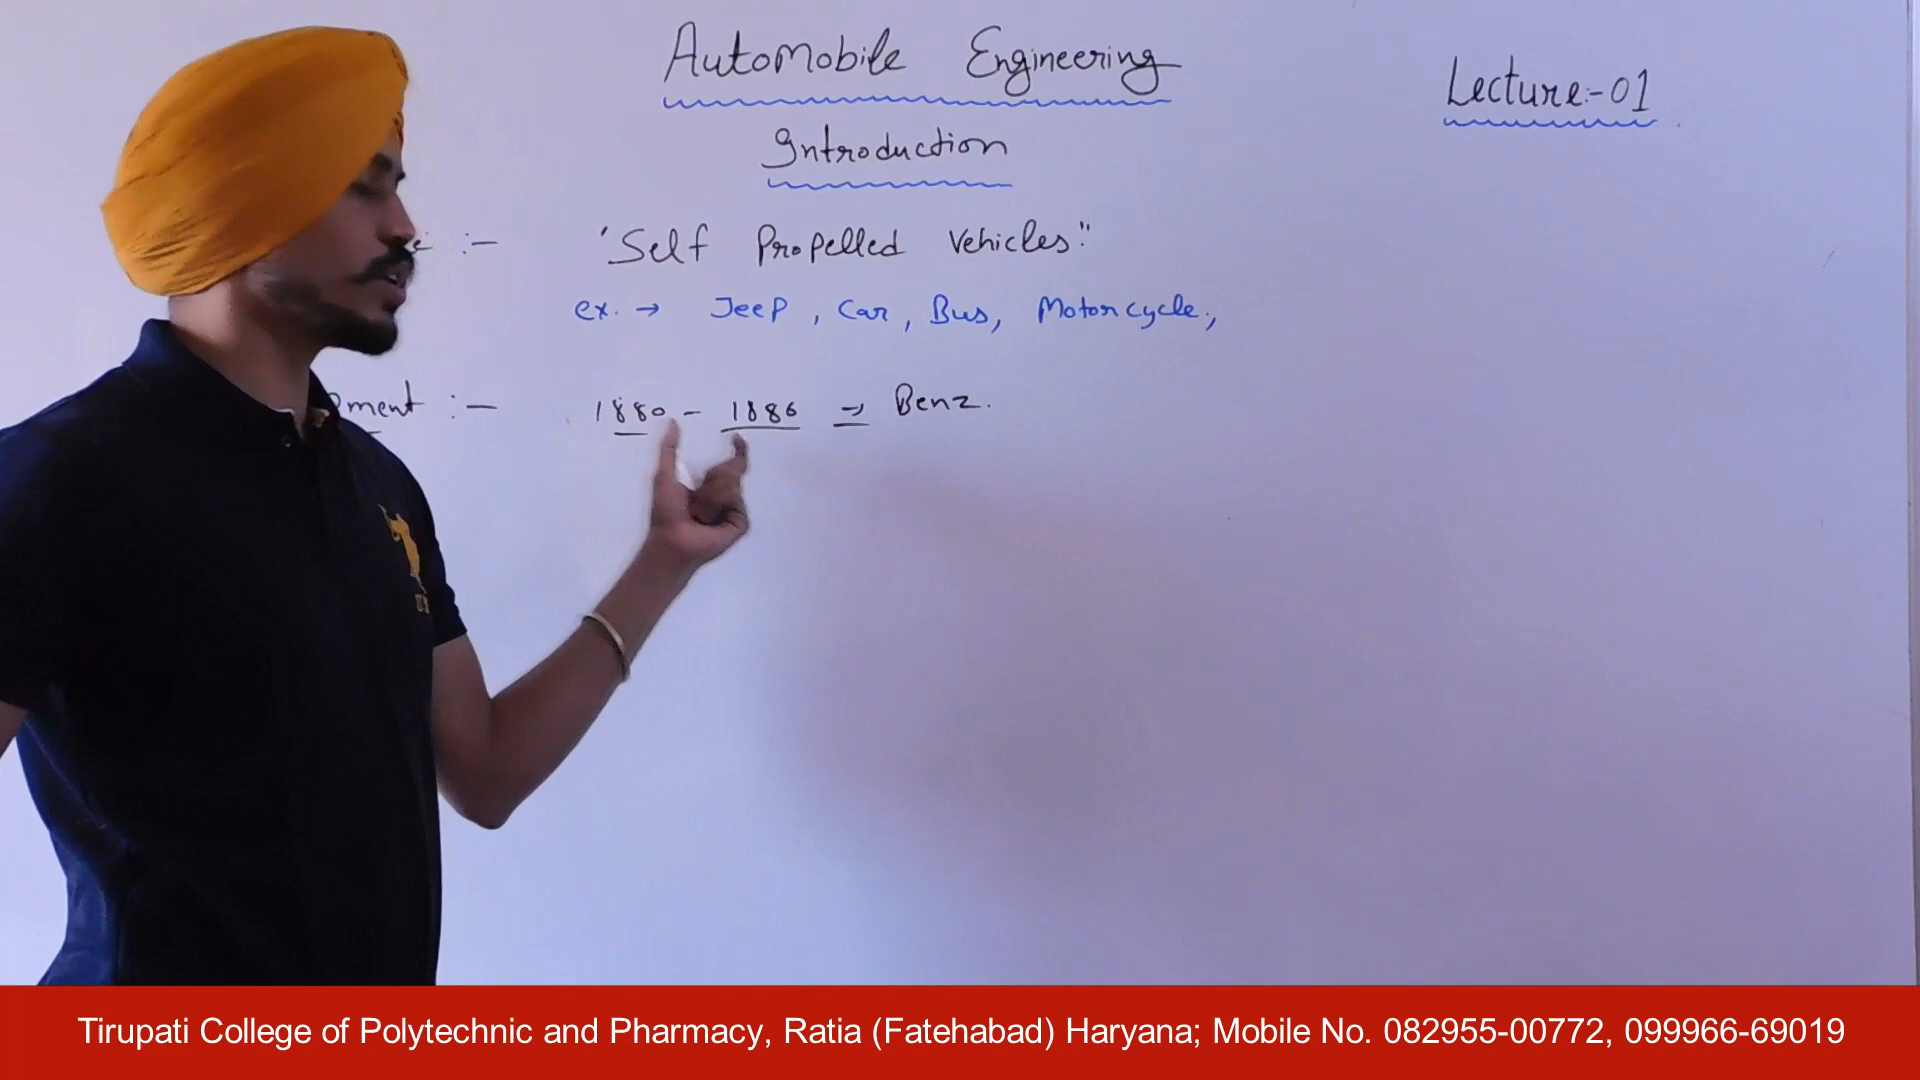 Automobile Engineering
Lecture:-01
Introduction
:- "Self Propelled Vehicles"
ex. → Jeep, Car, Bus, Motorcycle,
pment :- 1880 - 1886 ⇒ Benz.
Tirupati College of Polytechnic and Pharmacy, Ratia (Fatehabad) Haryana; Mobile No. 082955-00772, 099966-69019